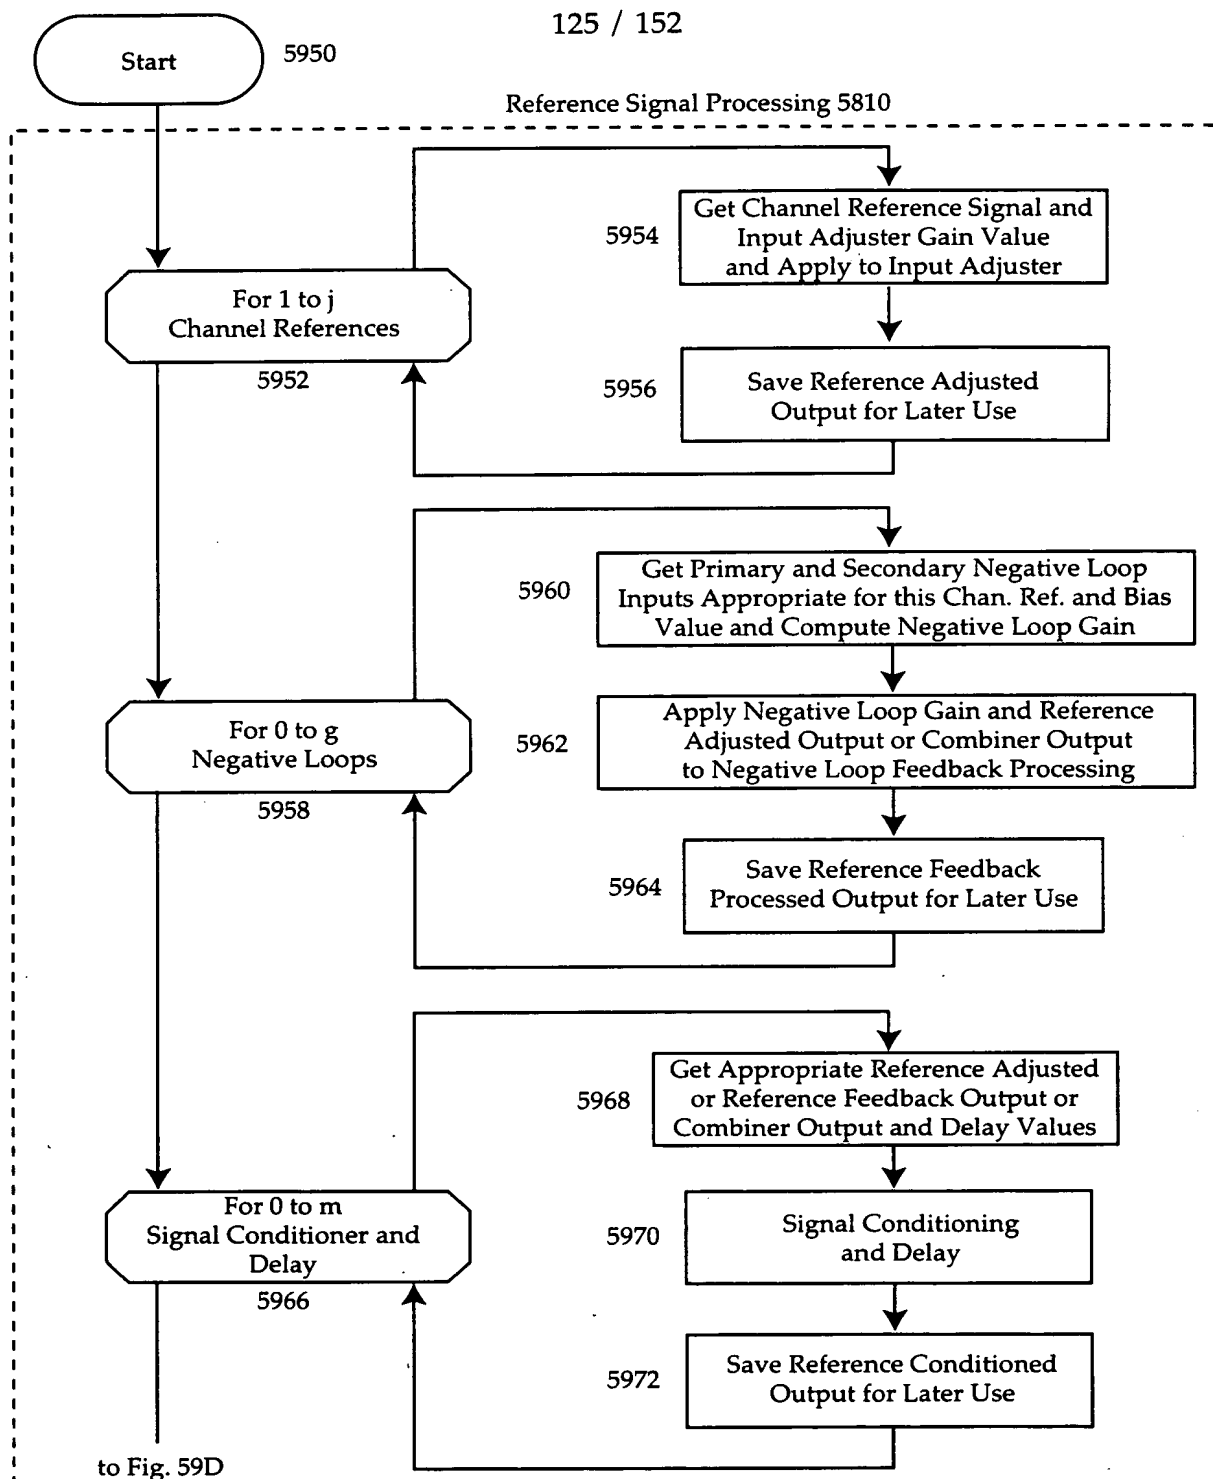 125 / 152
Start
5950
Reference Signal Processing 5810
Get Channel Reference Signal and
Input Adjuster Gain Value
and Apply to Input Adjuster
5954
For 1 to j
Channel References
5952
Save Reference Adjusted
Output for Later Use
5956
Get Primary and Secondary Negative Loop
Inputs Appropriate for this Chan. Ref. and Bias
Value and Compute Negative Loop Gain
5960
Apply Negative Loop Gain and Reference
Adjusted Output or Combiner Output
to Negative Loop Feedback Processing
5962
For 0 to g
Negative Loops
5958
Save Reference Feedback
Processed Output for Later Use
5964
Get Appropriate Reference Adjusted
or Reference Feedback Output or
Combiner Output and Delay Values
5968
For 0 to m
Signal Conditioner and
Delay
5966
Signal Conditioning
and Delay
5970
Save Reference Conditioned
Output for Later Use
5972
to Fig. 59D